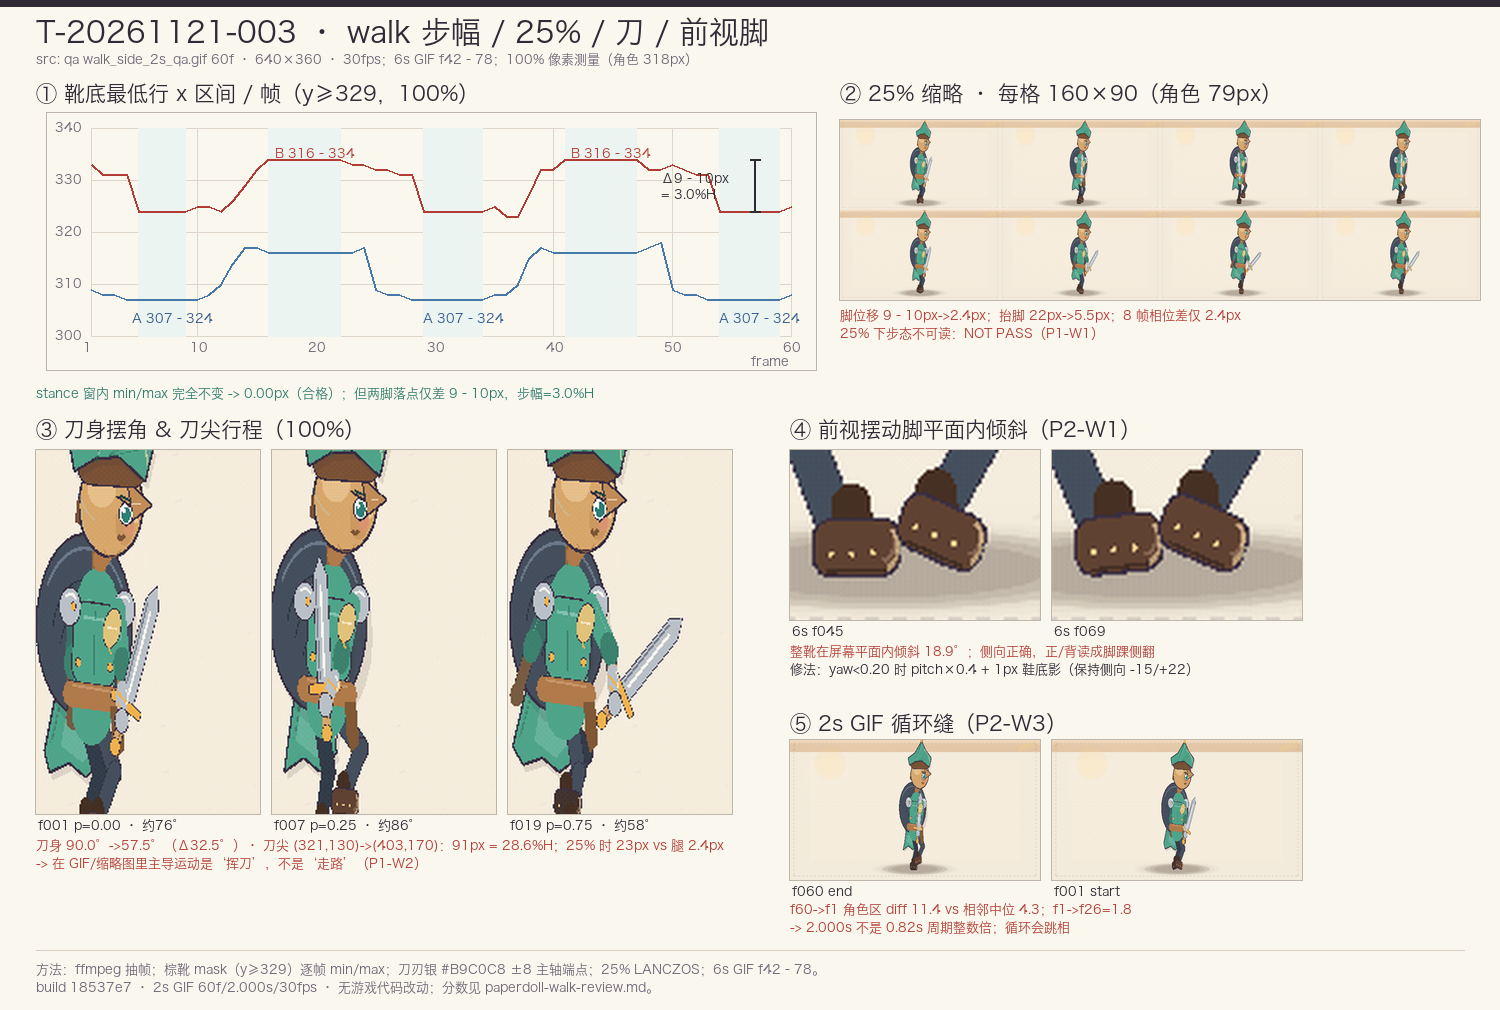 T-20261121-003 · walk 步幅 / 25% / 刀 / 前视脚
src: qa walk_side_2s_qa.gif 60f · 640×360 · 30fps；6s GIF f42 - 78；100% 像素测量（角色 318px）
① 靴底最低行 x 区间 / 帧（y≥329，100%）
340
330
320
310
300
B 316 - 334
B 316 - 334
Δ9 - 10px
= 3.0%H
A 307 - 324
A 307 - 324
A 307 - 324
1
10
20
30
40
50
60
frame
stance 窗内 min/max 完全不变 -> 0.00px（合格）；但两脚落点仅差 9 - 10px，步幅=3.0%H
② 25% 缩略 · 每格 160×90（角色 79px）
脚位移 9 - 10px->2.4px；抬脚 22px->5.5px；8 帧相位差仅 2.4px
25% 下步态不可读：NOT PASS（P1-W1）
③ 刀身摆角 & 刀尖行程（100%）
f001 p=0.00 · 约76°
f007 p=0.25 · 约86°
f019 p=0.75 · 约58°
刀身 90.0°->57.5°（Δ32.5°）· 刀尖 (321,130)->(403,170)：91px = 28.6%H；25% 时 23px vs 腿 2.4px
-> 在 GIF/缩略图里主导运动是‘挥刀’，不是‘走路’（P1-W2）
④ 前视摆动脚平面内倾斜（P2-W1）
6s f045
6s f069
整靴在屏幕平面内倾斜 18.9°；侧向正确，正/背读成脚踝侧翻
修法：yaw<0.20 时 pitch×0.4 + 1px 鞋底影（保持侧向 -15/+22）
⑤ 2s GIF 循环缝（P2-W3）
f060 end
f001 start
f60->f1 角色区 diff 11.4 vs 相邻中位 4.3；f1->f26=1.8
-> 2.000s 不是 0.82s 周期整数倍；循环会跳相
方法：ffmpeg 抽帧；棕靴 mask（y≥329）逐帧 min/max；刀刃银 #B9C0C8 ±8 主轴端点；25% LANCZOS；6s GIF f42 - 78。
build 18537e7 · 2s GIF 60f/2.000s/30fps · 无游戏代码改动；分数见 paperdoll-walk-review.md。